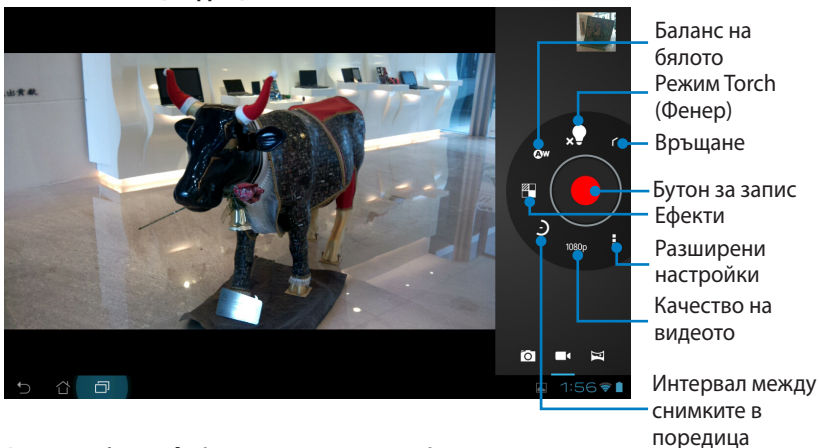 Баланс на
бялото
Режим Torch
(Фенер)
Връщане
Бутон за запис
Ефекти
Разширени
настройки
Качество на
видеото
Интервал между
снимките в
поредица
AW
1080p
1:56